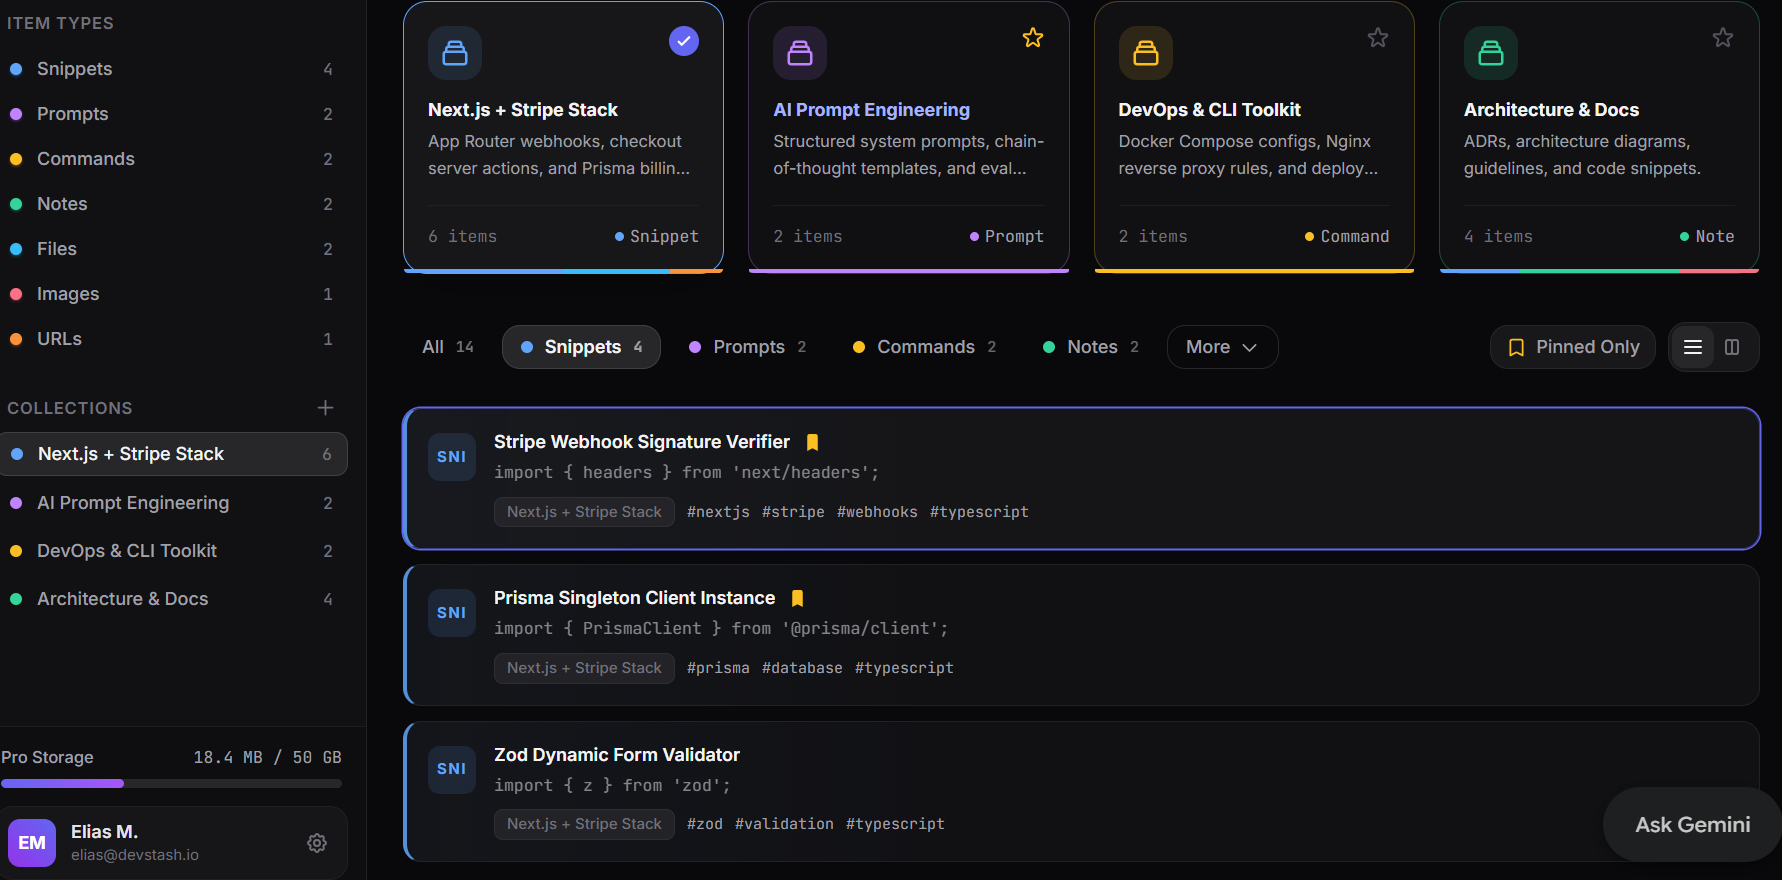 ITEM TYPES
Snippets 4
Prompts 2
Commands 2
Notes 2
Files 2
Images 1
URLs 1
COLLECTIONS
Next.js + Stripe Stack 6
AI Prompt Engineering 2
DevOps & CLI Toolkit 2
Architecture & Docs 4
Pro Storage 18.4 MB / 50 GB
EM
Elias M.
elias@devstash.io
Next.js + Stripe Stack
App Router webhooks, checkout
server actions, and Prisma billin...
6 items Snippet
AI Prompt Engineering
Structured system prompts, chain-
of-thought templates, and eval...
2 items Prompt
DevOps & CLI Toolkit
Docker Compose configs, Nginx
reverse proxy rules, and deploy...
2 items Command
Architecture & Docs
ADRs, architecture diagrams,
guidelines, and code snippets.
4 items Note
All 14 Snippets 4 Prompts 2 Commands 2 Notes 2 More Pinned Only
SNI
Stripe Webhook Signature Verifier
import { headers } from 'next/headers';
Next.js + Stripe Stack #nextjs #stripe #webhooks #typescript
SNI
Prisma Singleton Client Instance
import { PrismaClient } from '@prisma/client';
Next.js + Stripe Stack #prisma #database #typescript
SNI
Zod Dynamic Form Validator
import { z } from 'zod';
Next.js + Stripe Stack #zod #validation #typescript
Ask Gemini